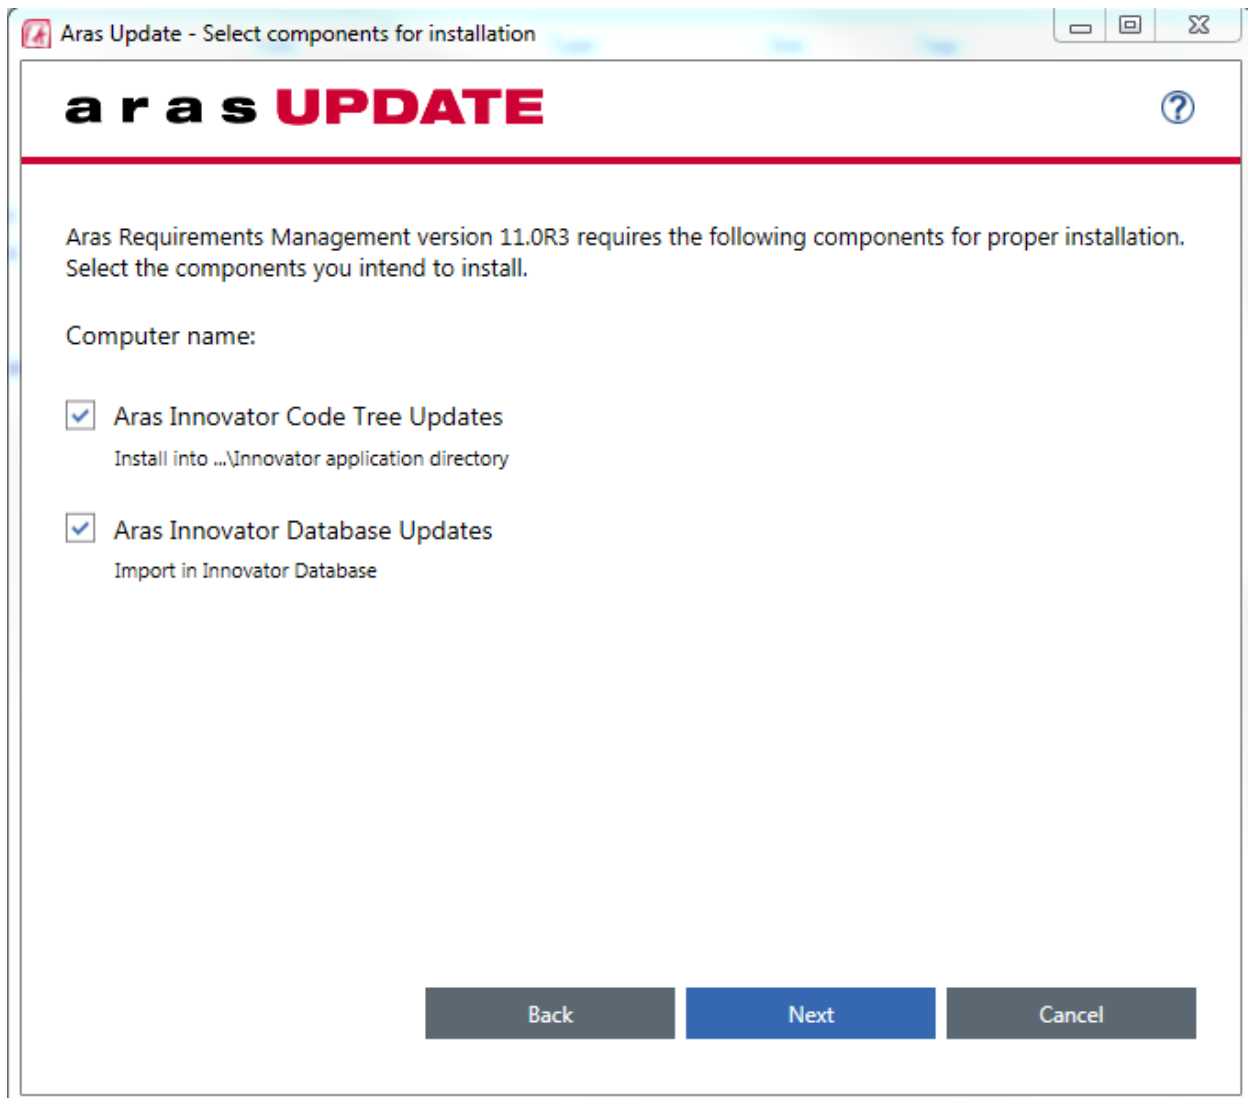 Aras Update - Select components for installation
aras UPDATE
?
Aras Requirements Management version 11.0R3 requires the following components for proper installation.
Select the components you intend to install.
Computer name:
Aras Innovator Code Tree Updates
Install into ...\Innovator application directory
Aras Innovator Database Updates
Import in Innovator Database
Back Next Cancel